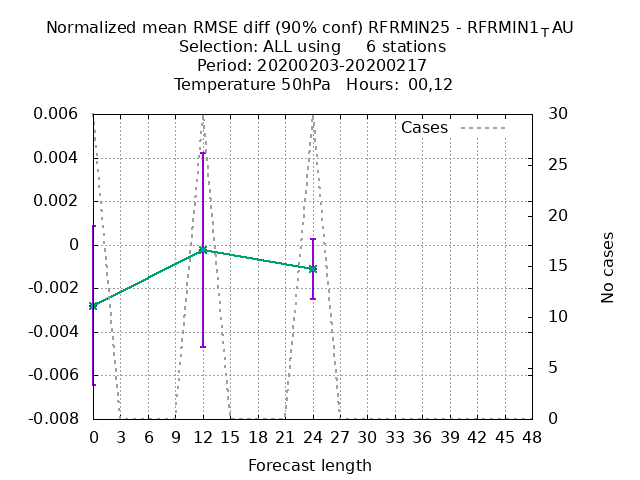 Normalized mean RMSE diff (90% conf) RFRMIN25 - RFRMIN1TAU
Selection: ALL using     6 stations
Period: 20200203-20200217
Temperature 50hPa   Hours:  00,12
Cases
0.006
0.004
0.002
0
-0.002
-0.004
-0.006
-0.008
30
25
20
15
10
5
0
No cases
0 3 6 9 12 15 18 21 24 27 30 33 36 39 42 45 48
Forecast length